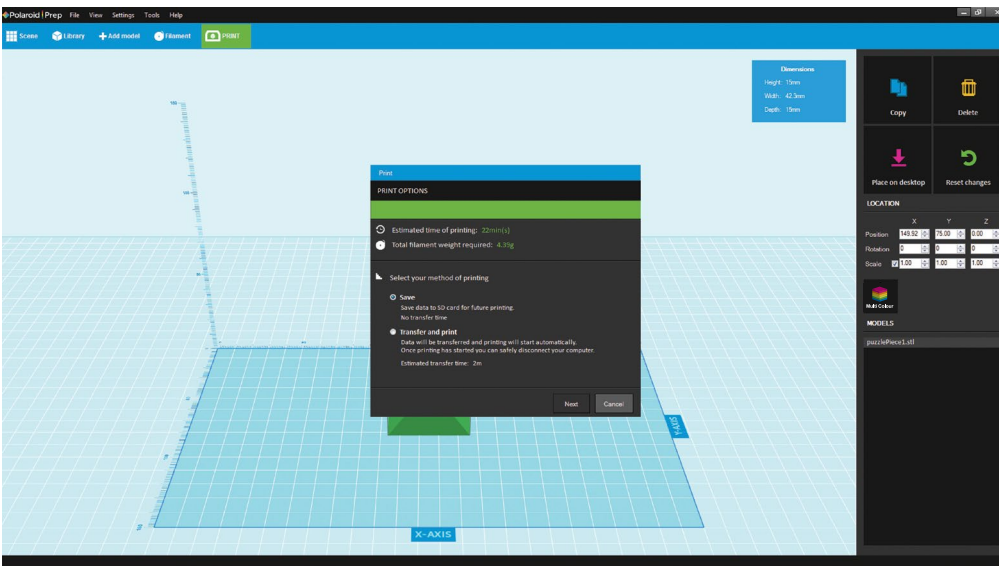 Polaroid | Prep File View Settings Tools Help
Scene Library Add model Filament PRINT
Dimensions
Height: 15mm
Width: 42.3mm
Depth: 15mm
Copy Delete
Place on desktop Reset changes
LOCATION
X Y Z
Position 149.92 75.00 0.00
Rotation 0 0 0
Scale 1.00 1.00 1.00
Multi Colour
MODELS
puzzlePiece1.stl
Print
PRINT OPTIONS
Estimated time of printing: 22min(s)
Total filament weight required: 4.39g
Select your method of printing
Save
Save data to SD card for future printing.
No transfer time
Transfer and print
Data will be transferred and printing will start automatically.
Once printing has started you can safely disconnect your computer.
Estimated transfer time: 2m
Next Cancel
Y-AXIS
X-AXIS